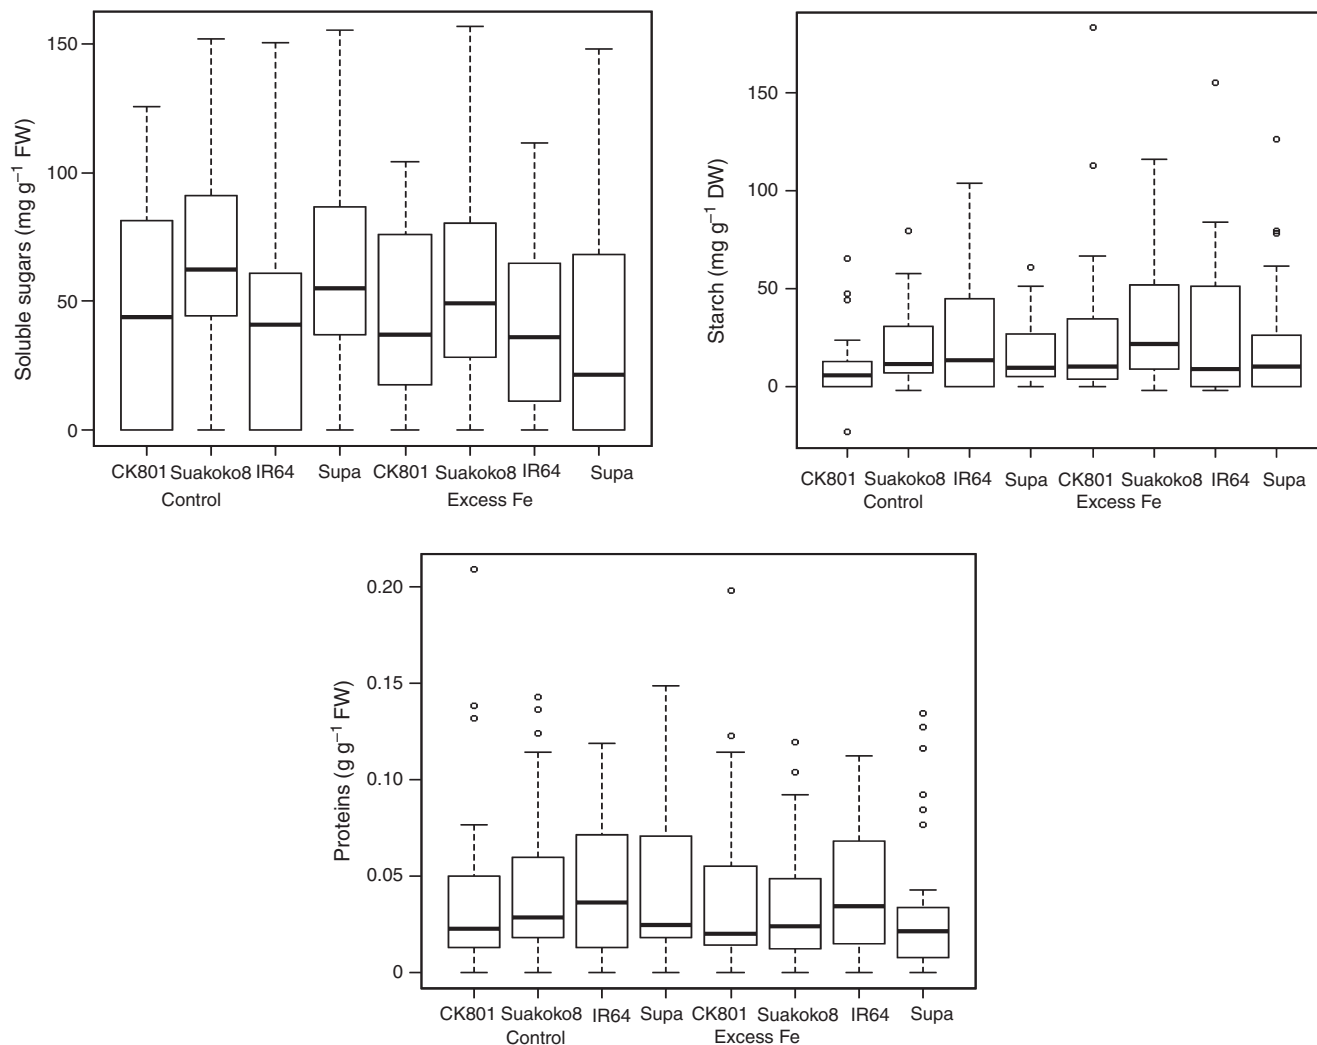 Soluble sugars (mg g⁻¹ FW)
150
100
50
0
CK801 Suakoko8 IR64 Supa CK801 Suakoko8 IR64 Supa
Control Excess Fe
Starch (mg g⁻¹ DW)
150
100
50
0
CK801 Suakoko8 IR64 Supa CK801 Suakoko8 IR64 Supa
Control Excess Fe
Proteins (g g⁻¹ FW)
0.20
0.15
0.10
0.05
0
CK801 Suakoko8 IR64 Supa CK801 Suakoko8 IR64 Supa
Control Excess Fe